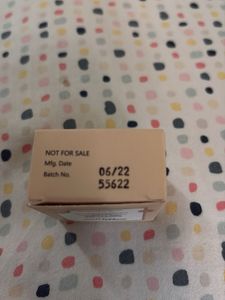 NOT FOR SALE
Mfg. Date 06/22
Batch No. 55622